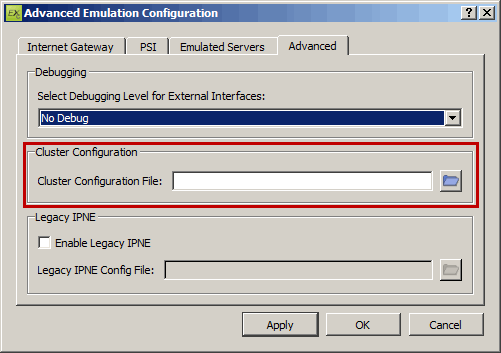 Advanced Emulation Configuration
Internet Gateway PSI Emulated Servers Advanced
Debugging
Select Debugging Level for External Interfaces:
No Debug
Cluster Configuration
Cluster Configuration File:
Legacy IPNE
Enable Legacy IPNE
Legacy IPNE Config File:
Apply OK Cancel